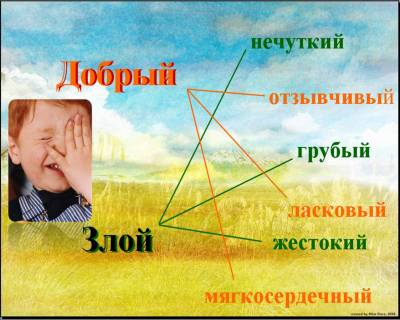 нечуткий
Добрый
отзывчивый
грубый
ласковый
Злой
жестокий
мягкосердечный